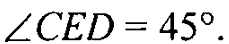 ∠CED = 45°.